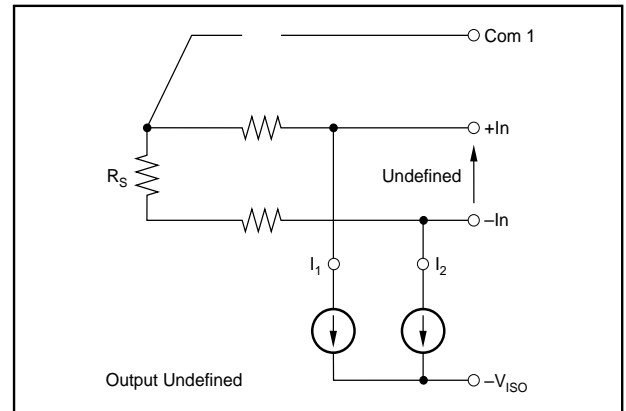 Com 1
+In
R_S
Undefined
–In
I_1
I_2
Output Undefined
–V_ISO